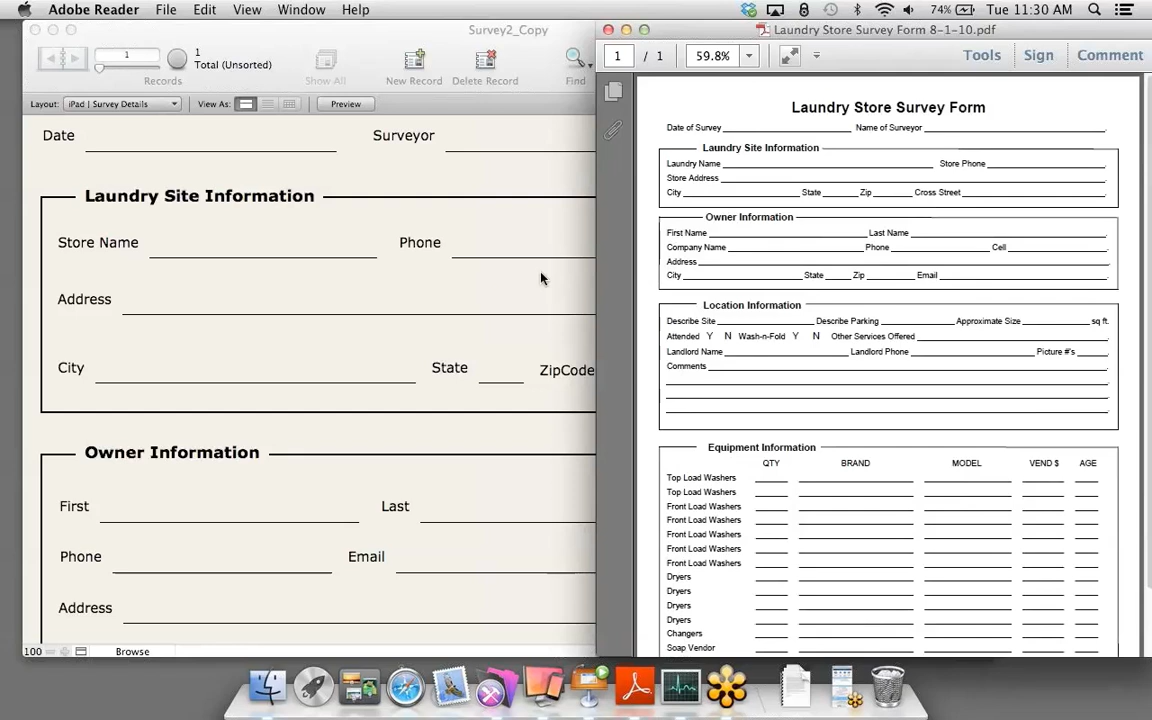 Adobe Reader File Edit View Window Help 74% Tue 11:30 AM
Survey2_Copy
1
1
Total (Unsorted)
Records
Show All
New Record
Delete Record
Find
Layout: iPad | Survey Details
View As:
Preview
Date Surveyor
Laundry Site Information
Store Name Phone
Address
City State ZipCode
Owner Information
First Last
Phone Email
Address
100 Browse
Laundry Store Survey Form 8-1-10.pdf
1 / 1 59.8% Tools Sign Comment
Laundry Store Survey Form
Date of Survey Name of Surveyor
Laundry Site Information
Laundry Name Store Phone
Store Address
City State Zip Cross Street
Owner Information
First Name Last Name
Company Name Phone Cell
Address
City State Zip Email
Location Information
Describe Site Describe Parking Approximate Size sq ft.
Attended Y N Wash-n-Fold Y N Other Services Offered
Landlord Name Landlord Phone Picture #'s
Comments
Equipment Information
QTY BRAND MODEL VEND $ AGE
Top Load Washers
Top Load Washers
Front Load Washers
Front Load Washers
Front Load Washers
Front Load Washers
Front Load Washers
Dryers
Dryers
Dryers
Dryers
Changers
Soap Vendor